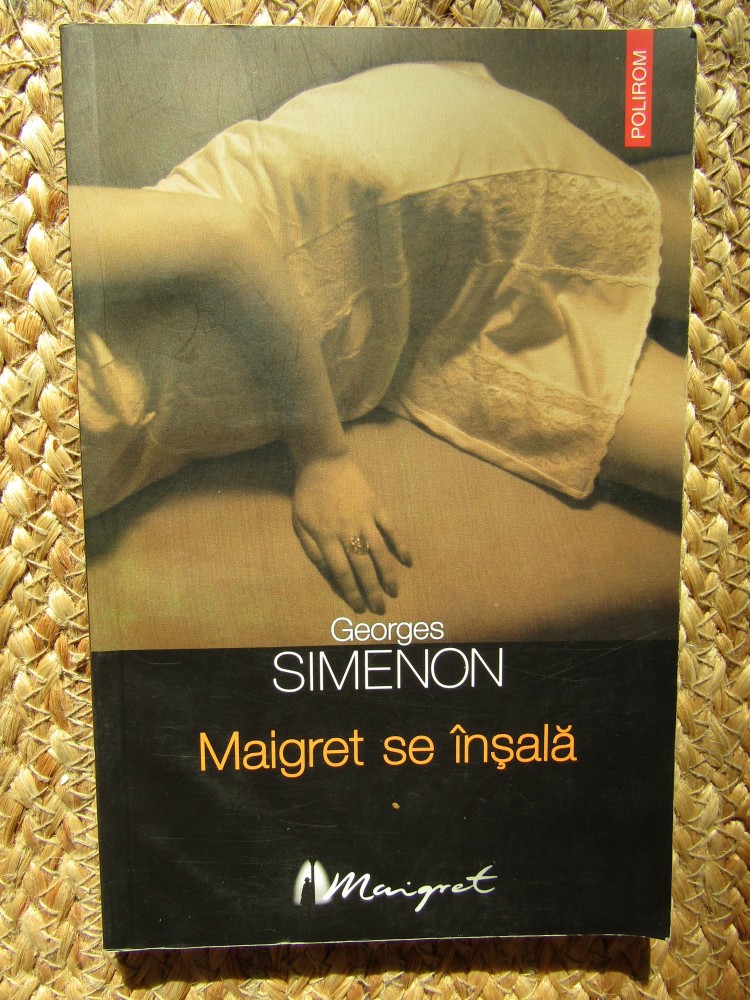 POLIROM
Georges
SIMENON
Maigret se înşală
Maigret